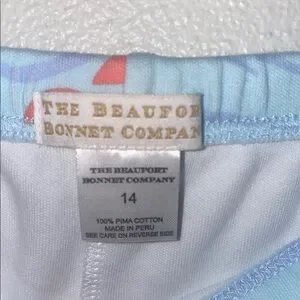 THE BEAUFOR
BONNET COMPAN
THE BEAUFORT
BONNET COMPANY
14
100% PIMA COTTON
MADE IN PERU
SEE CARE ON REVERSE SIDE